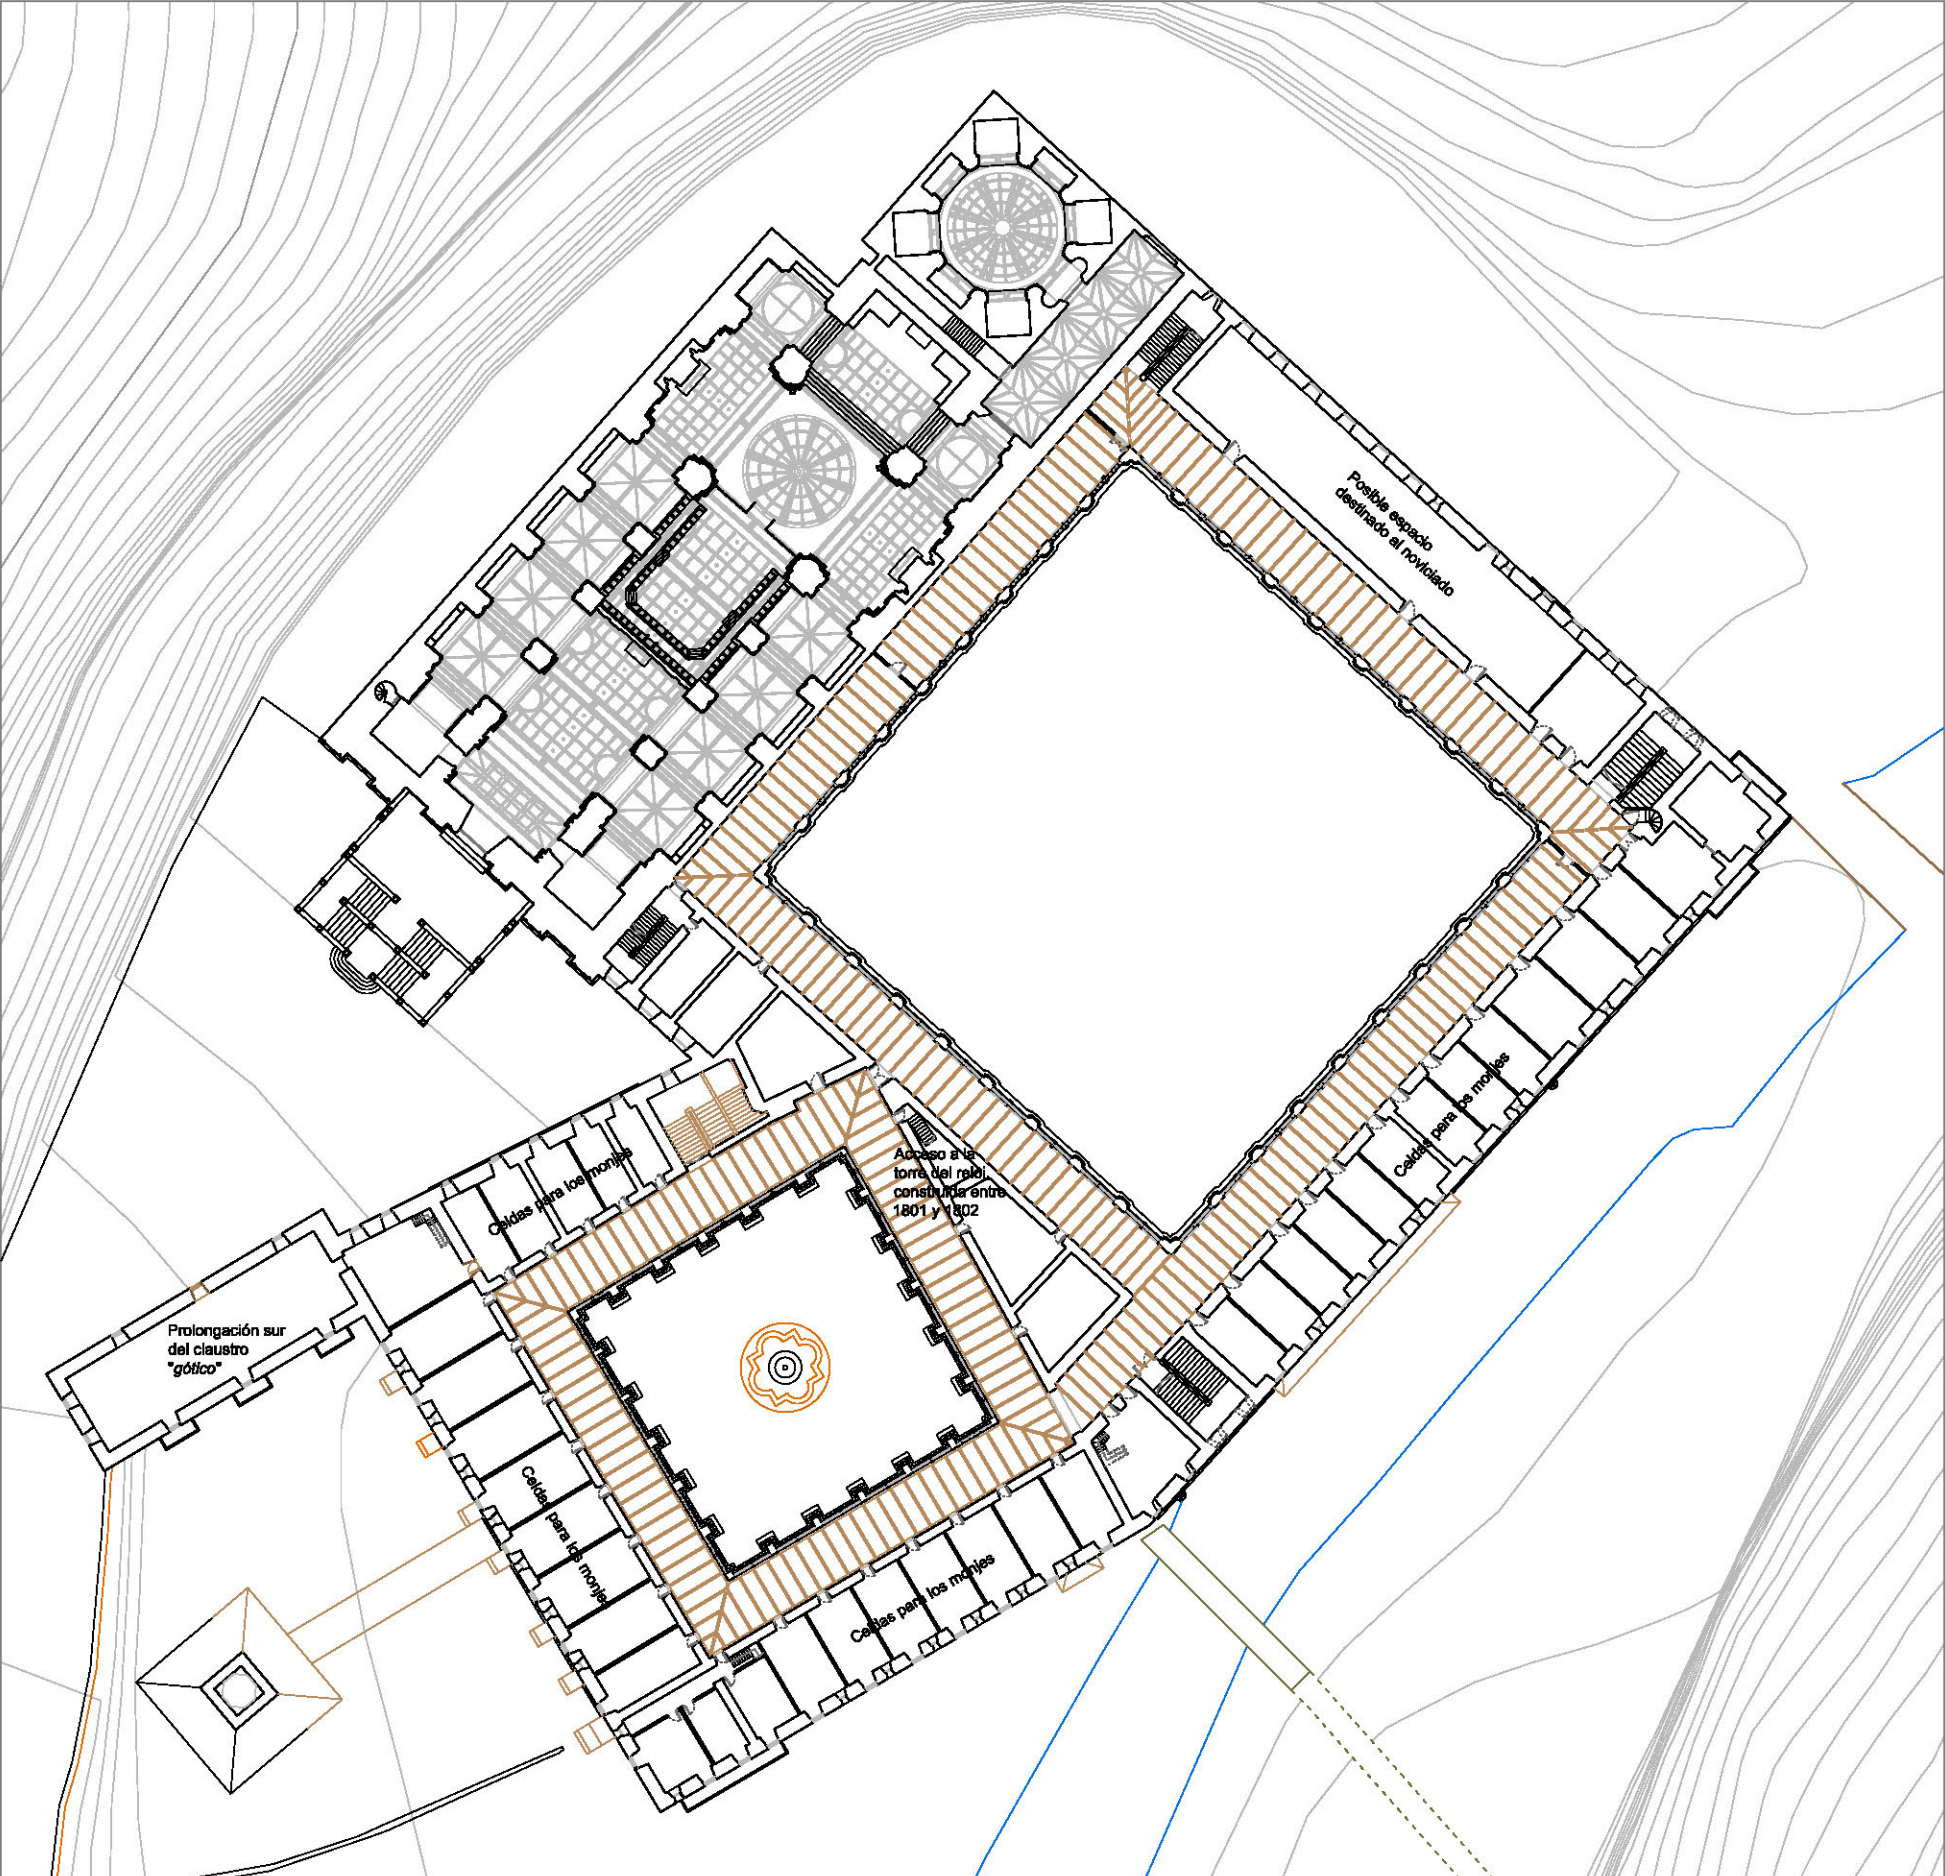 Posible espacio
destinado al noviciado
Celdas para los monjes
Acceso a la
torre del reloj,
construída entre
1801 y 1802
Celdas para los monjes
Prolongación sur
del claustro
"gótico"
Celdas para los monjes
Celdas para los monjes